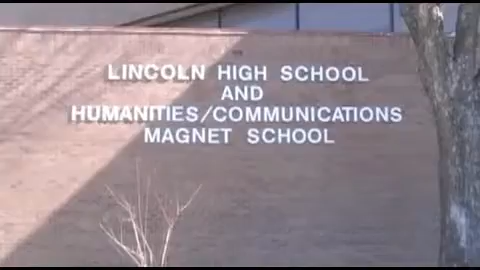 LINCOLN HIGH SCHOOL
AND
HUMANITIES/COMMUNICATIONS
MAGNET SCHOOL